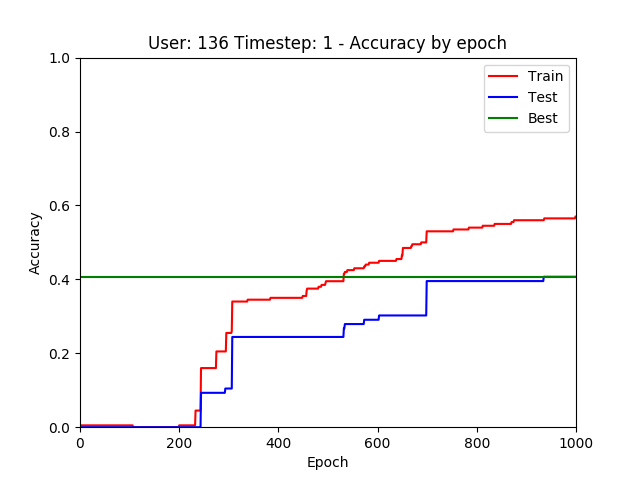 User: 136 Timestep: 1 - Accuracy by epoch
Accuracy
1.0
0.8
0.6
0.4
0.2
0.0
Train
Test
Best
0 200 400 600 800 1000
Epoch